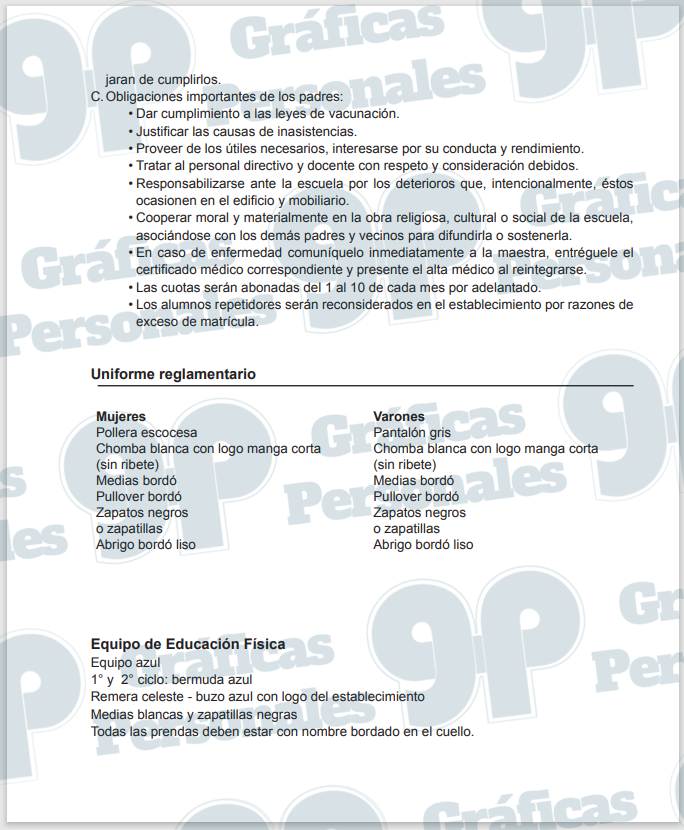 jaran de cumplirlos.
C. Obligaciones importantes de los padres:
• Dar cumplimiento a las leyes de vacunación.
• Justificar las causas de inasistencias.
• Proveer de los útiles necesarios, interesarse por su conducta y rendimiento.
• Tratar al personal directivo y docente con respeto y consideración debidos.
• Responsabilizarse ante la escuela por los deterioros que, intencionalmente, éstos
ocasionen en el edificio y mobiliario.
• Cooperar moral y materialmente en la obra religiosa, cultural o social de la escuela,
asociándose con los demás padres y vecinos para difundirla o sostenerla.
• En caso de enfermedad comuníquelo inmediatamente a la maestra, entréguele el
certificado médico correspondiente y presente el alta médico al reintegrarse.
• Las cuotas serán abonadas del 1 al 10 de cada mes por adelantado.
• Los alumnos repetidores serán reconsiderados en el establecimiento por razones de
exceso de matrícula.
Uniforme reglamentario
Mujeres
Pollera escocesa
Chomba blanca con logo manga corta
(sin ribete)
Medias bordó
Pullover bordó
Zapatos negros
o zapatillas
Abrigo bordó liso
Varones
Pantalón gris
Chomba blanca con logo manga corta
(sin ribete)
Medias bordó
Pullover bordó
Zapatos negros
o zapatillas
Abrigo bordó liso
Equipo de Educación Física
Equipo azul
1° y 2° ciclo: bermuda azul
Remera celeste - buzo azul con logo del establecimiento
Medias blancas y zapatillas negras
Todas las prendas deben estar con nombre bordado en el cuello.
gp
Gráficas
Personales